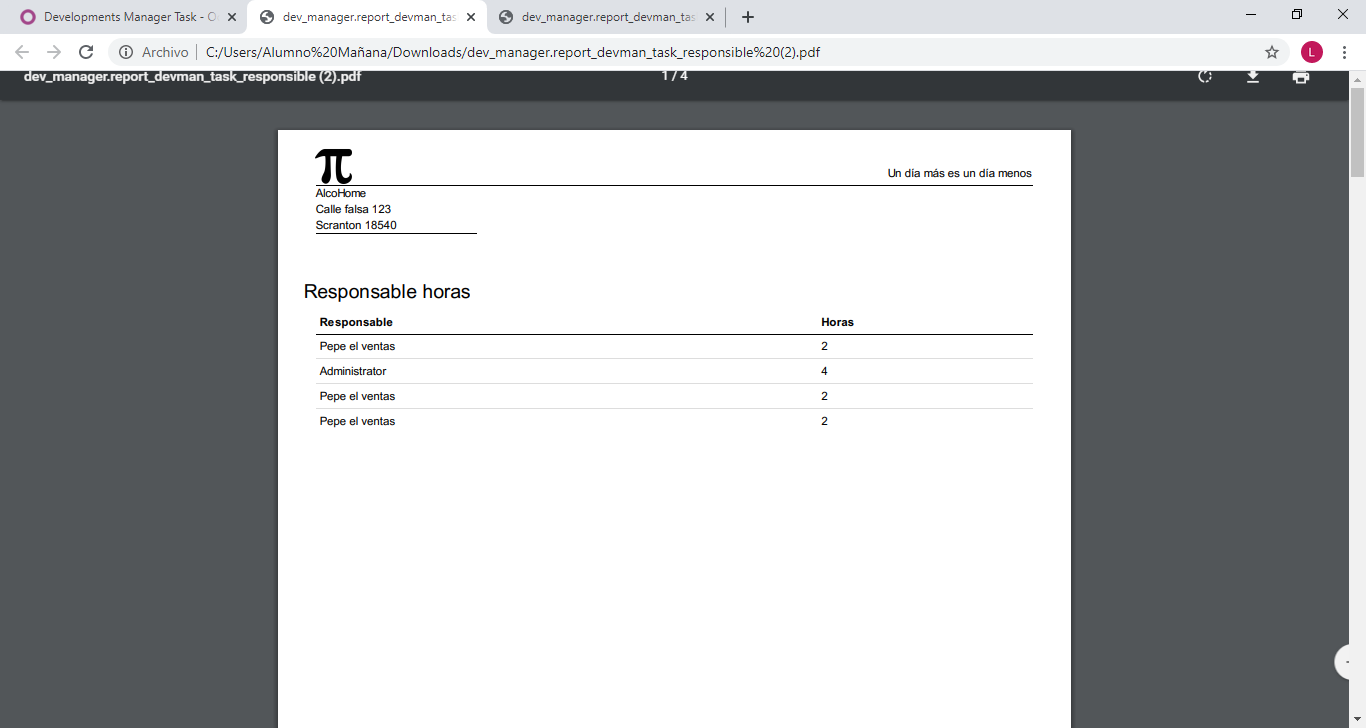 Developments Manager Task - O
dev_manager.report_devman_tas
dev_manager.report_devman_tas
Archivo
C:/Users/Alumno%20Mañana/Downloads/dev_manager.report_devman_task_responsible%20(2).pdf
L
dev_manager.report_devman_task_responsible (2).pdf
1 / 4
π
Un día más es un día menos
AlcoHome
Calle falsa 123
Scranton 18540
Responsable horas
Responsable Horas
Pepe el ventas 2
Administrator 4
Pepe el ventas 2
Pepe el ventas 2